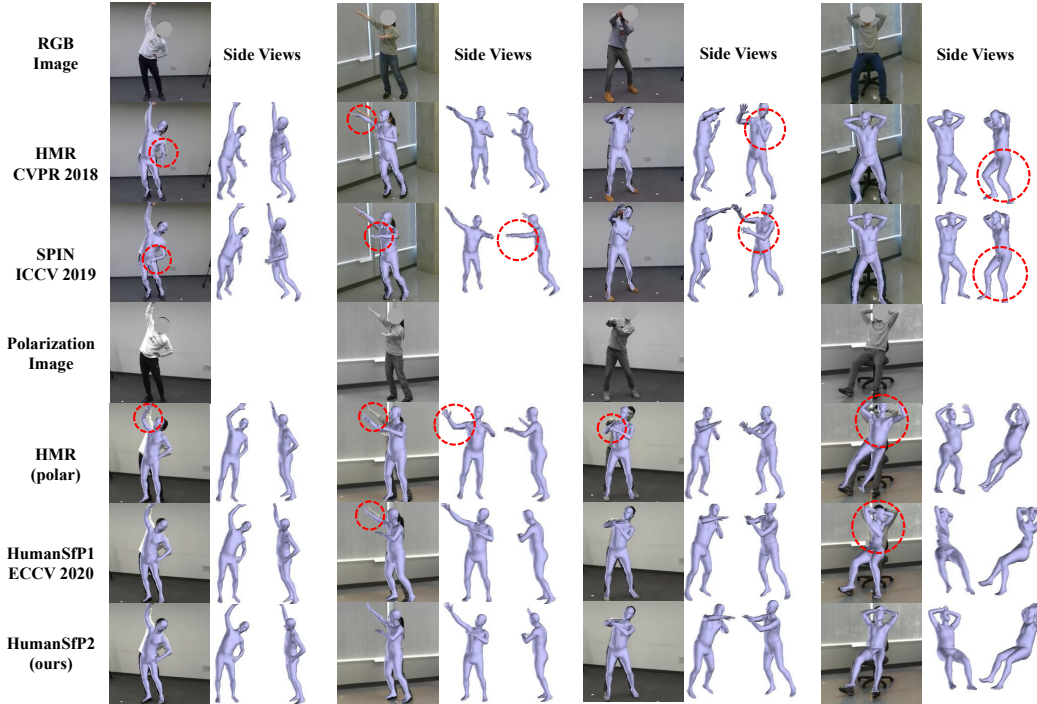 RGB
Image
Side Views
Side Views
Side Views
Side Views
HMR
CVPR 2018
SPIN
ICCV 2019
Polarization
Image
HMR
(polar)
HumanSfP1
ECCV 2020
HumanSfP2
(ours)